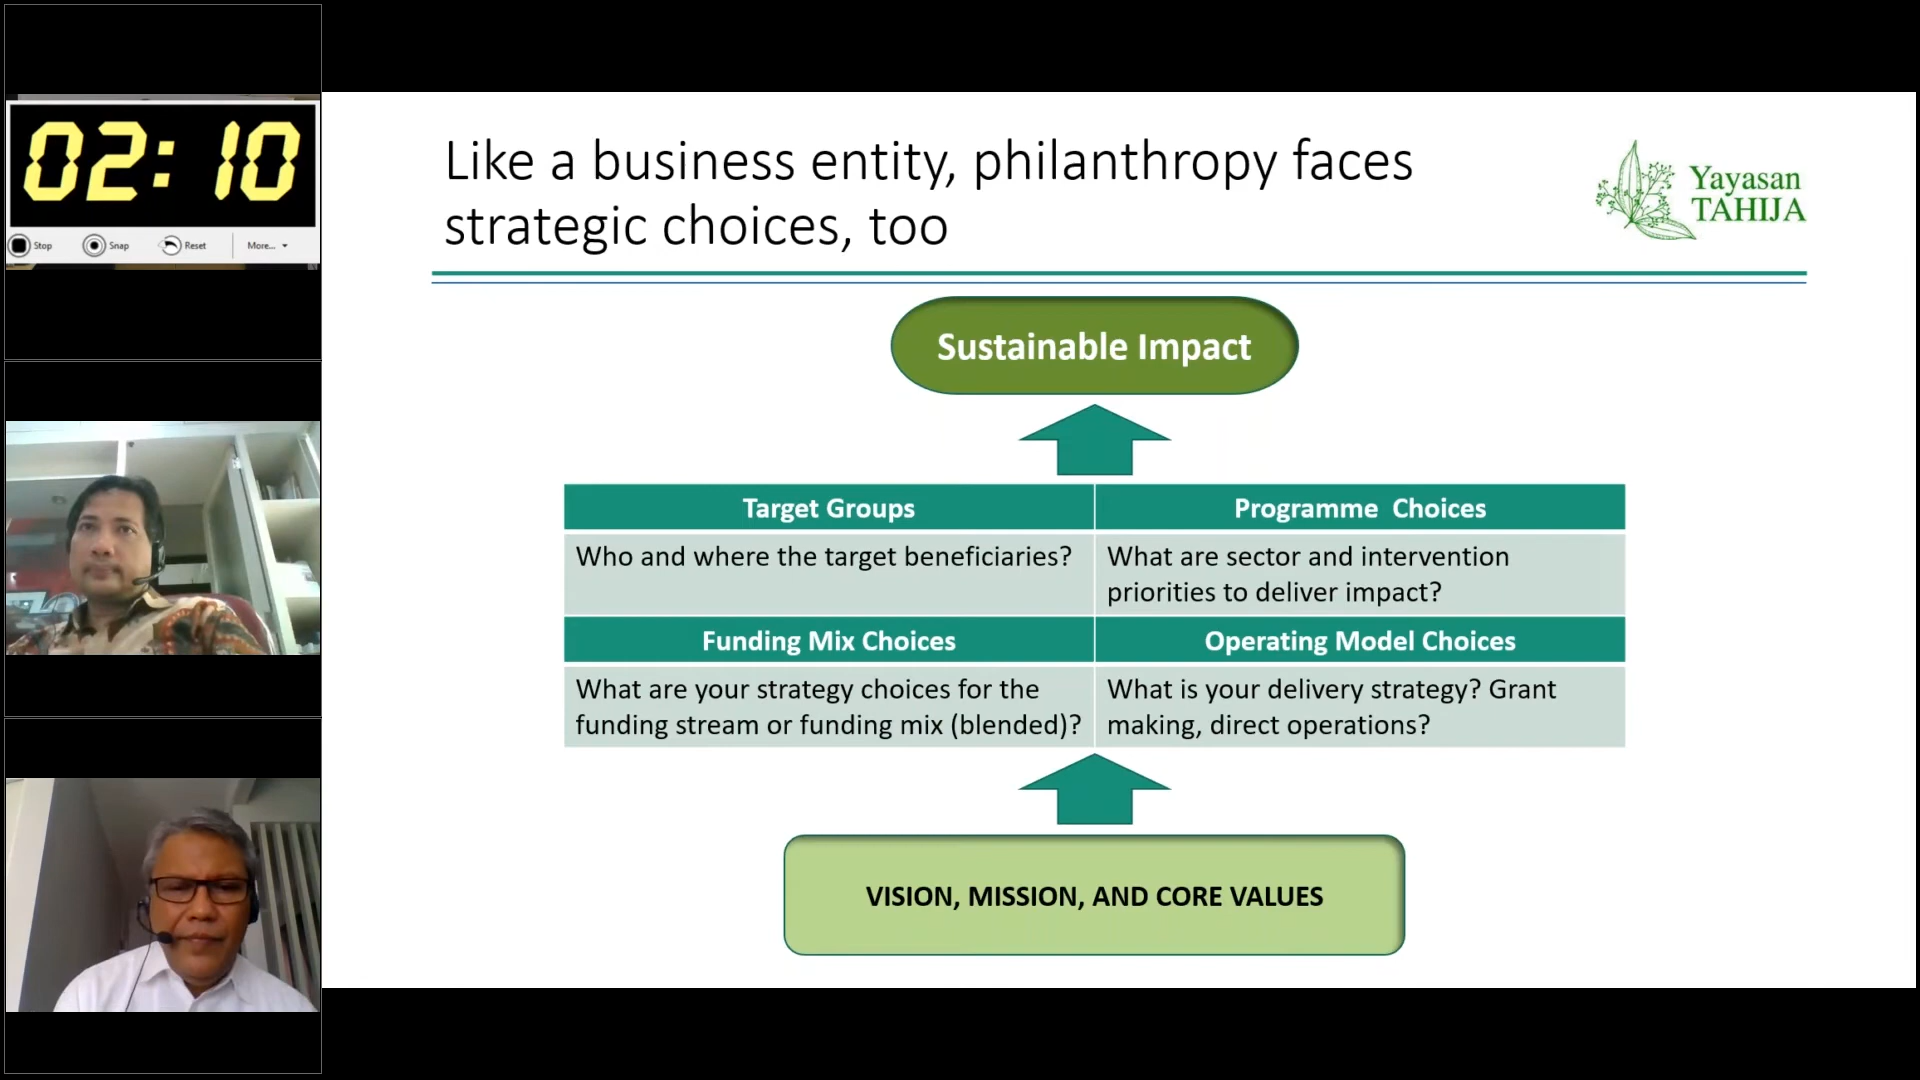 02:10
Stop Snap Reset More...
Like a business entity, philanthropy faces
strategic choices, too
Yayasan
TAHIJA
Sustainable Impact
Target Groups
Programme Choices
Who and where the target beneficiaries?
What are sector and intervention
priorities to deliver impact?
Funding Mix Choices
Operating Model Choices
What are your strategy choices for the
funding stream or funding mix (blended)?
What is your delivery strategy? Grant
making, direct operations?
VISION, MISSION, AND CORE VALUES